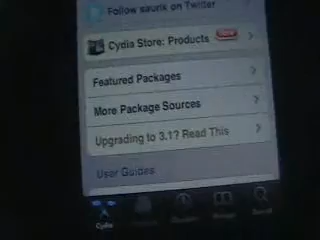 Follow saurik on Twitter
Cydia Store: Products
Featured Packages
More Package Sources
Upgrading to 3.1? Read This
User Guides
Cydia